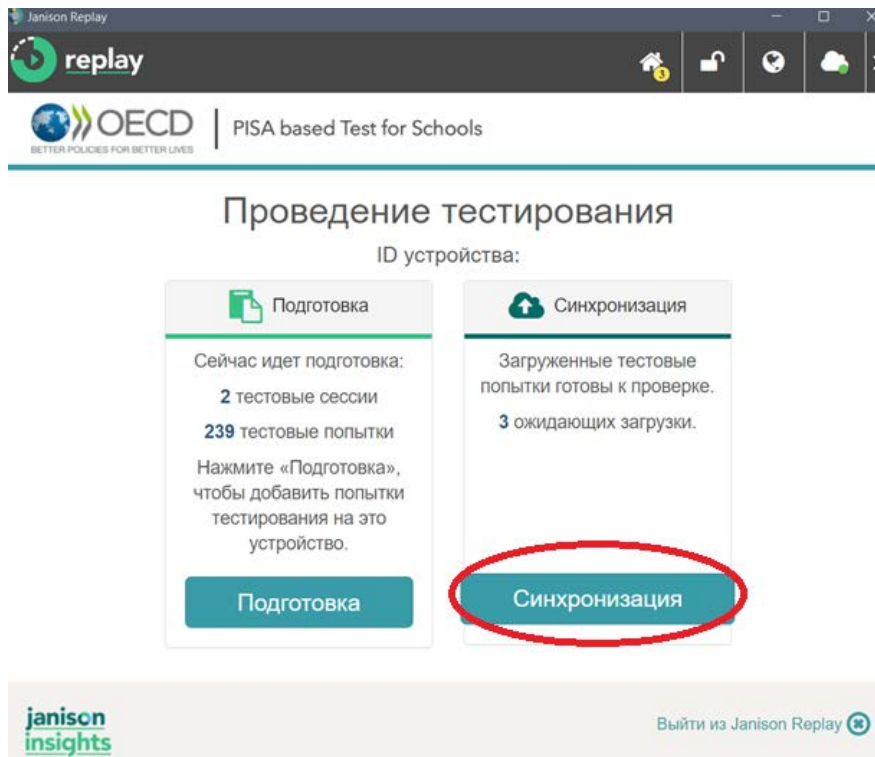 Janison Replay
replay
3
OECD
BETTER POLICIES FOR BETTER LIVES
PISA based Test for Schools
Проведение тестирования
ID устройства:
Подготовка
Сейчас идет подготовка:
2 тестовые сессии
239 тестовые попытки
Нажмите «Подготовка»,
чтобы добавить попытки
тестирования на это
устройство.
Подготовка
Синхронизация
Загруженные тестовые
попытки готовы к проверке.
3 ожидающих загрузки.
Синхронизация
janison
insights
Выйти из Janison Replay